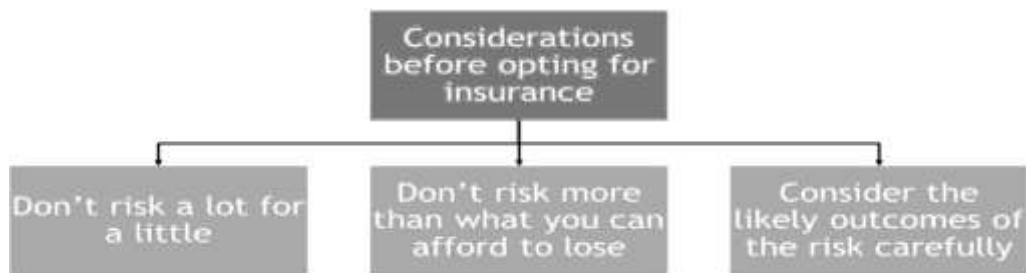 Considerations
before opting for
insurance
Don't risk a lot for
a little
Don't risk more
than what you can
afford to lose
Consider the
likely outcomes of
the risk carefully